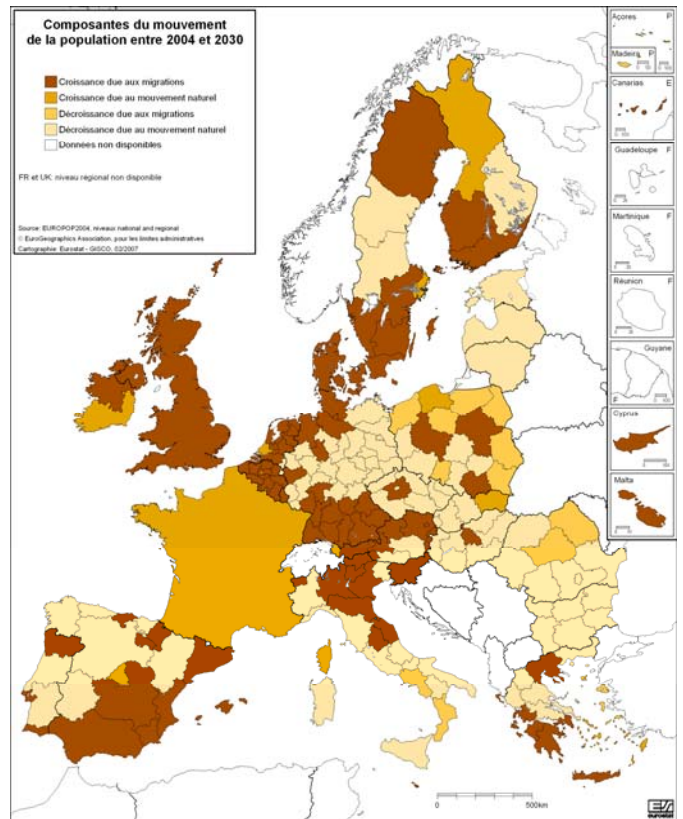 Composantes du mouvement
de la population entre 2004 et 2030
Croissance due aux migrations
Croissance due au mouvement naturel
Décroissance due aux migrations
Décroissance due au mouvement naturel
Données non disponibles
FR et UK: niveau régional non disponible
Source: EUROPOP2004, niveaux national and regional
© EuroGeographics Association, pour les limites administratives
Cartographie: Eurostat - GISCO, 02/2007
Açores P
Madeira P
Canarias E
Guadeloupe F
Martinique F
Réunion F
Guyane
F
Cyprus
Malta
0 500km
eurostat